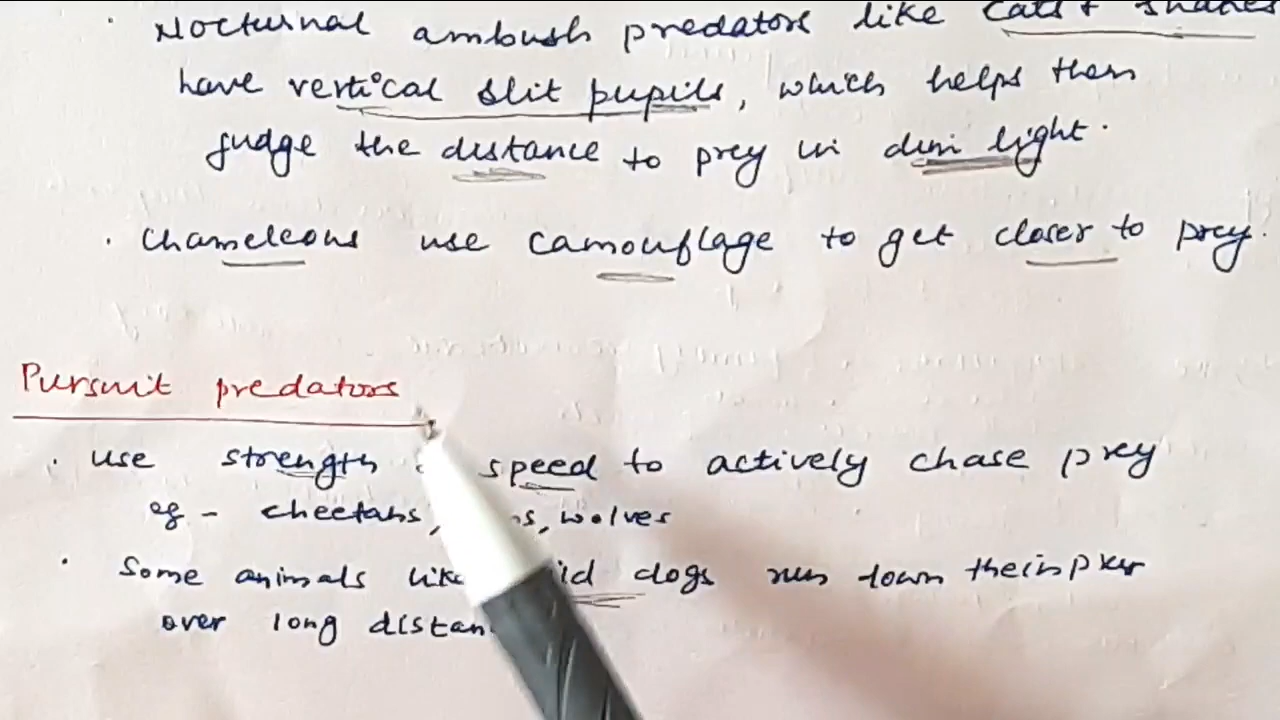 · Nocturnal ambush predators like cats + snakes
have vertical slit pupils, which helps them
judge the distance to prey in dim light.
· Chameleons use camouflage to get closer to prey.
Pursuit predators
· use strength speed to actively chase prey
eg - cheetahs, wolves
· Some animals like dogs run down their prey
over long